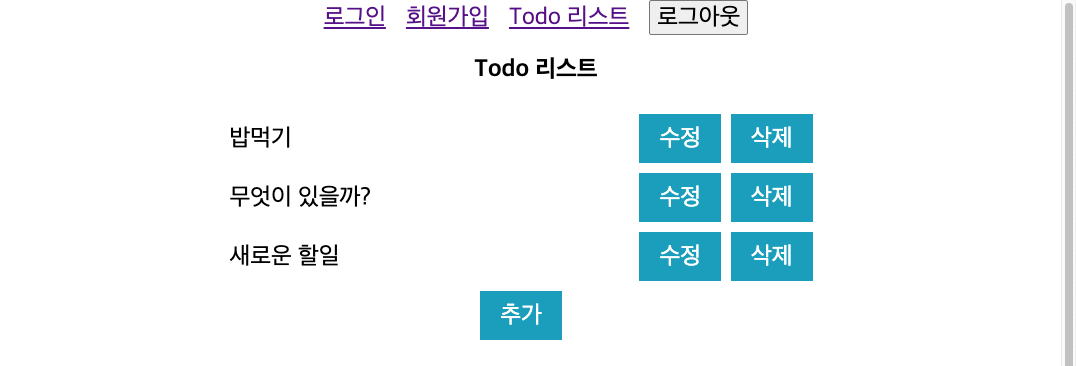 로그인 회원가입 Todo 리스트 로그아웃
Todo 리스트
밥먹기 수정 삭제
무엇이 있을까? 수정 삭제
새로운 할일 수정 삭제
추가